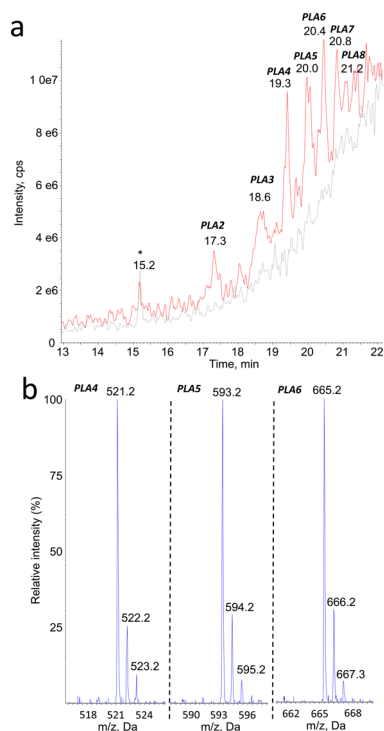 a
PLA6
20.4 PLA7
PLA5 20.8
PLA4 20.0 PLA8
19.3 21.2
PLA3
18.6
PLA2
17.3
*
15.2
1 0e7
8 e6
6 e6
4 e6
2 e6
0
Intensity, cps
13 14 15 16 17 18 19 20 21 22
Time, min
b
PLA4 521.2 PLA5 593.2 PLA6 665.2
100
75
50
25
Relative intensity (%)
522.2 594.2 666.2
523.2 595.2 667.3
518 521 524 590 593 596 662 665 668
m/z, Da m/z, Da m/z, Da